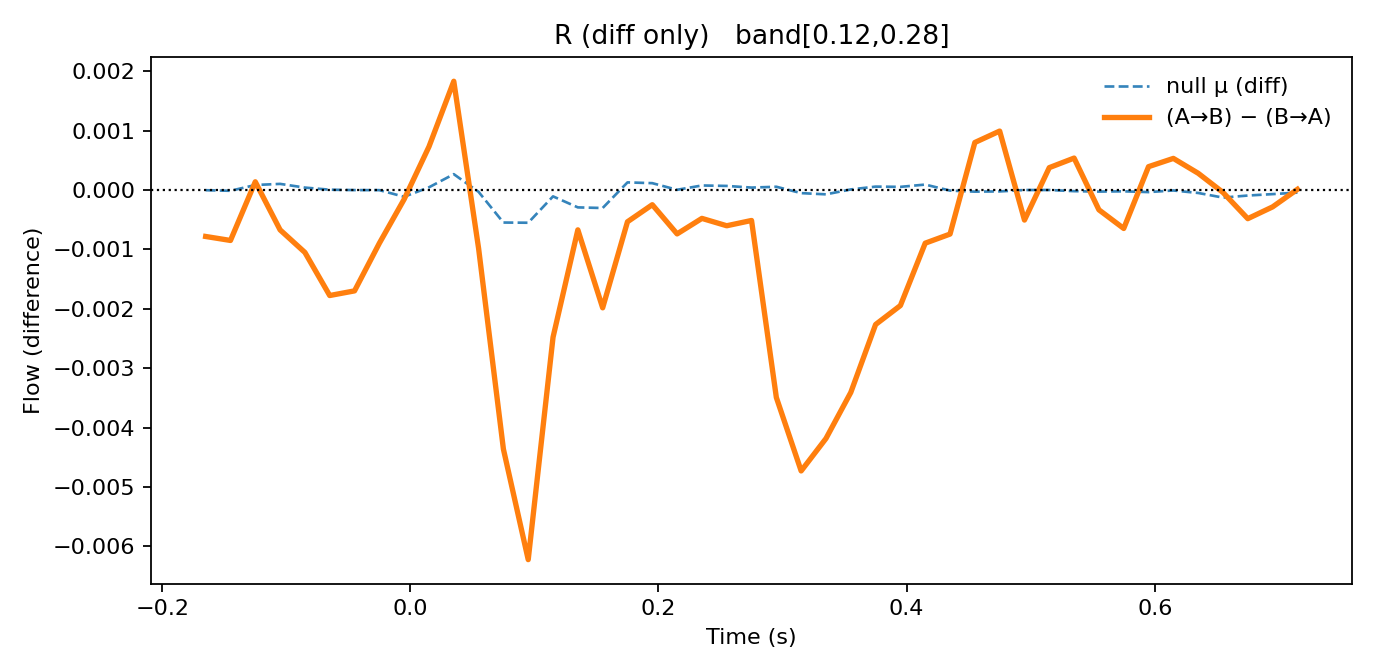 R (diff only)   band[0.12,0.28]
null μ (diff)
(A→B) − (B→A)
Flow (difference)
0.002
0.001
0.000
−0.001
−0.002
−0.003
−0.004
−0.005
−0.006
−0.2
0.0
0.2
0.4
0.6
Time (s)